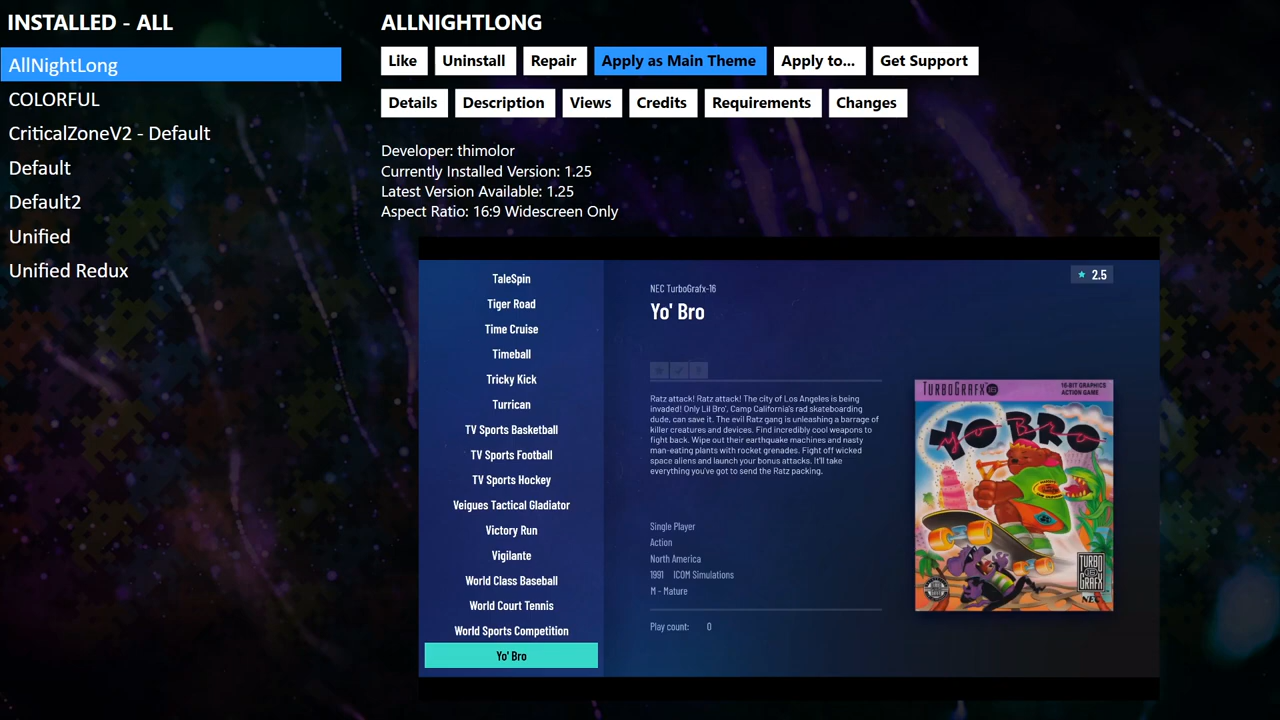 INSTALLED - ALL
AllNightLong
COLORFUL
CriticalZoneV2 - Default
Default
Default2
Unified
Unified Redux
ALLNIGHTLONG
Like Uninstall Repair Apply as Main Theme Apply to... Get Support
Details Description Views Credits Requirements Changes
Developer: thimolor
Currently Installed Version: 1.25
Latest Version Available: 1.25
Aspect Ratio: 16:9 Widescreen Only
TaleSpin
Tiger Road
Time Cruise
Timeball
Tricky Kick
Turrican
TV Sports Basketball
TV Sports Football
TV Sports Hockey
Veigues Tactical Gladiator
Victory Run
Vigilante
World Class Baseball
World Court Tennis
World Sports Competition
Yo' Bro
2.5
NEC TurboGrafx-16
Yo' Bro
Ratz attack! Ratz attack! The city of Los Angeles is being
invaded! Only Lil Bro', Camp California's rad skateboarding
dude, can save it. The evil Ratz gang is unleashing a barrage of
killer creatures and devices. Find incredibly cool weapons to
fight back. Wipe out their earthquake machines and nasty
man-eating plants with rocket grenades. Fight off wicked
space aliens and launch your bonus attacks. It'll take
everything you've got to send the Ratz packing.
Single Player
Action
North America
1991 ICOM Simulations
M - Mature
Play count: 0
TURBOGRAFX 16
16-BIT GRAPHICS
ACTION GAME
YO BRO
TURBO
GRAFX
NEC